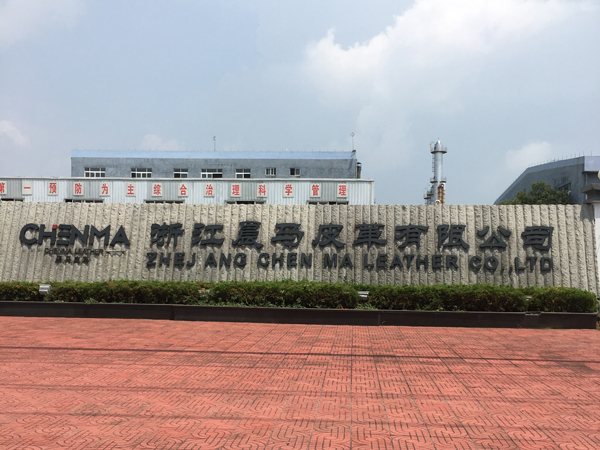 第一 预防为主 综合治理 科学管理
CHENMA
浙江晨马皮革有限公司
ZHEJIANG CHEN MA LEATHER CO.,LTD